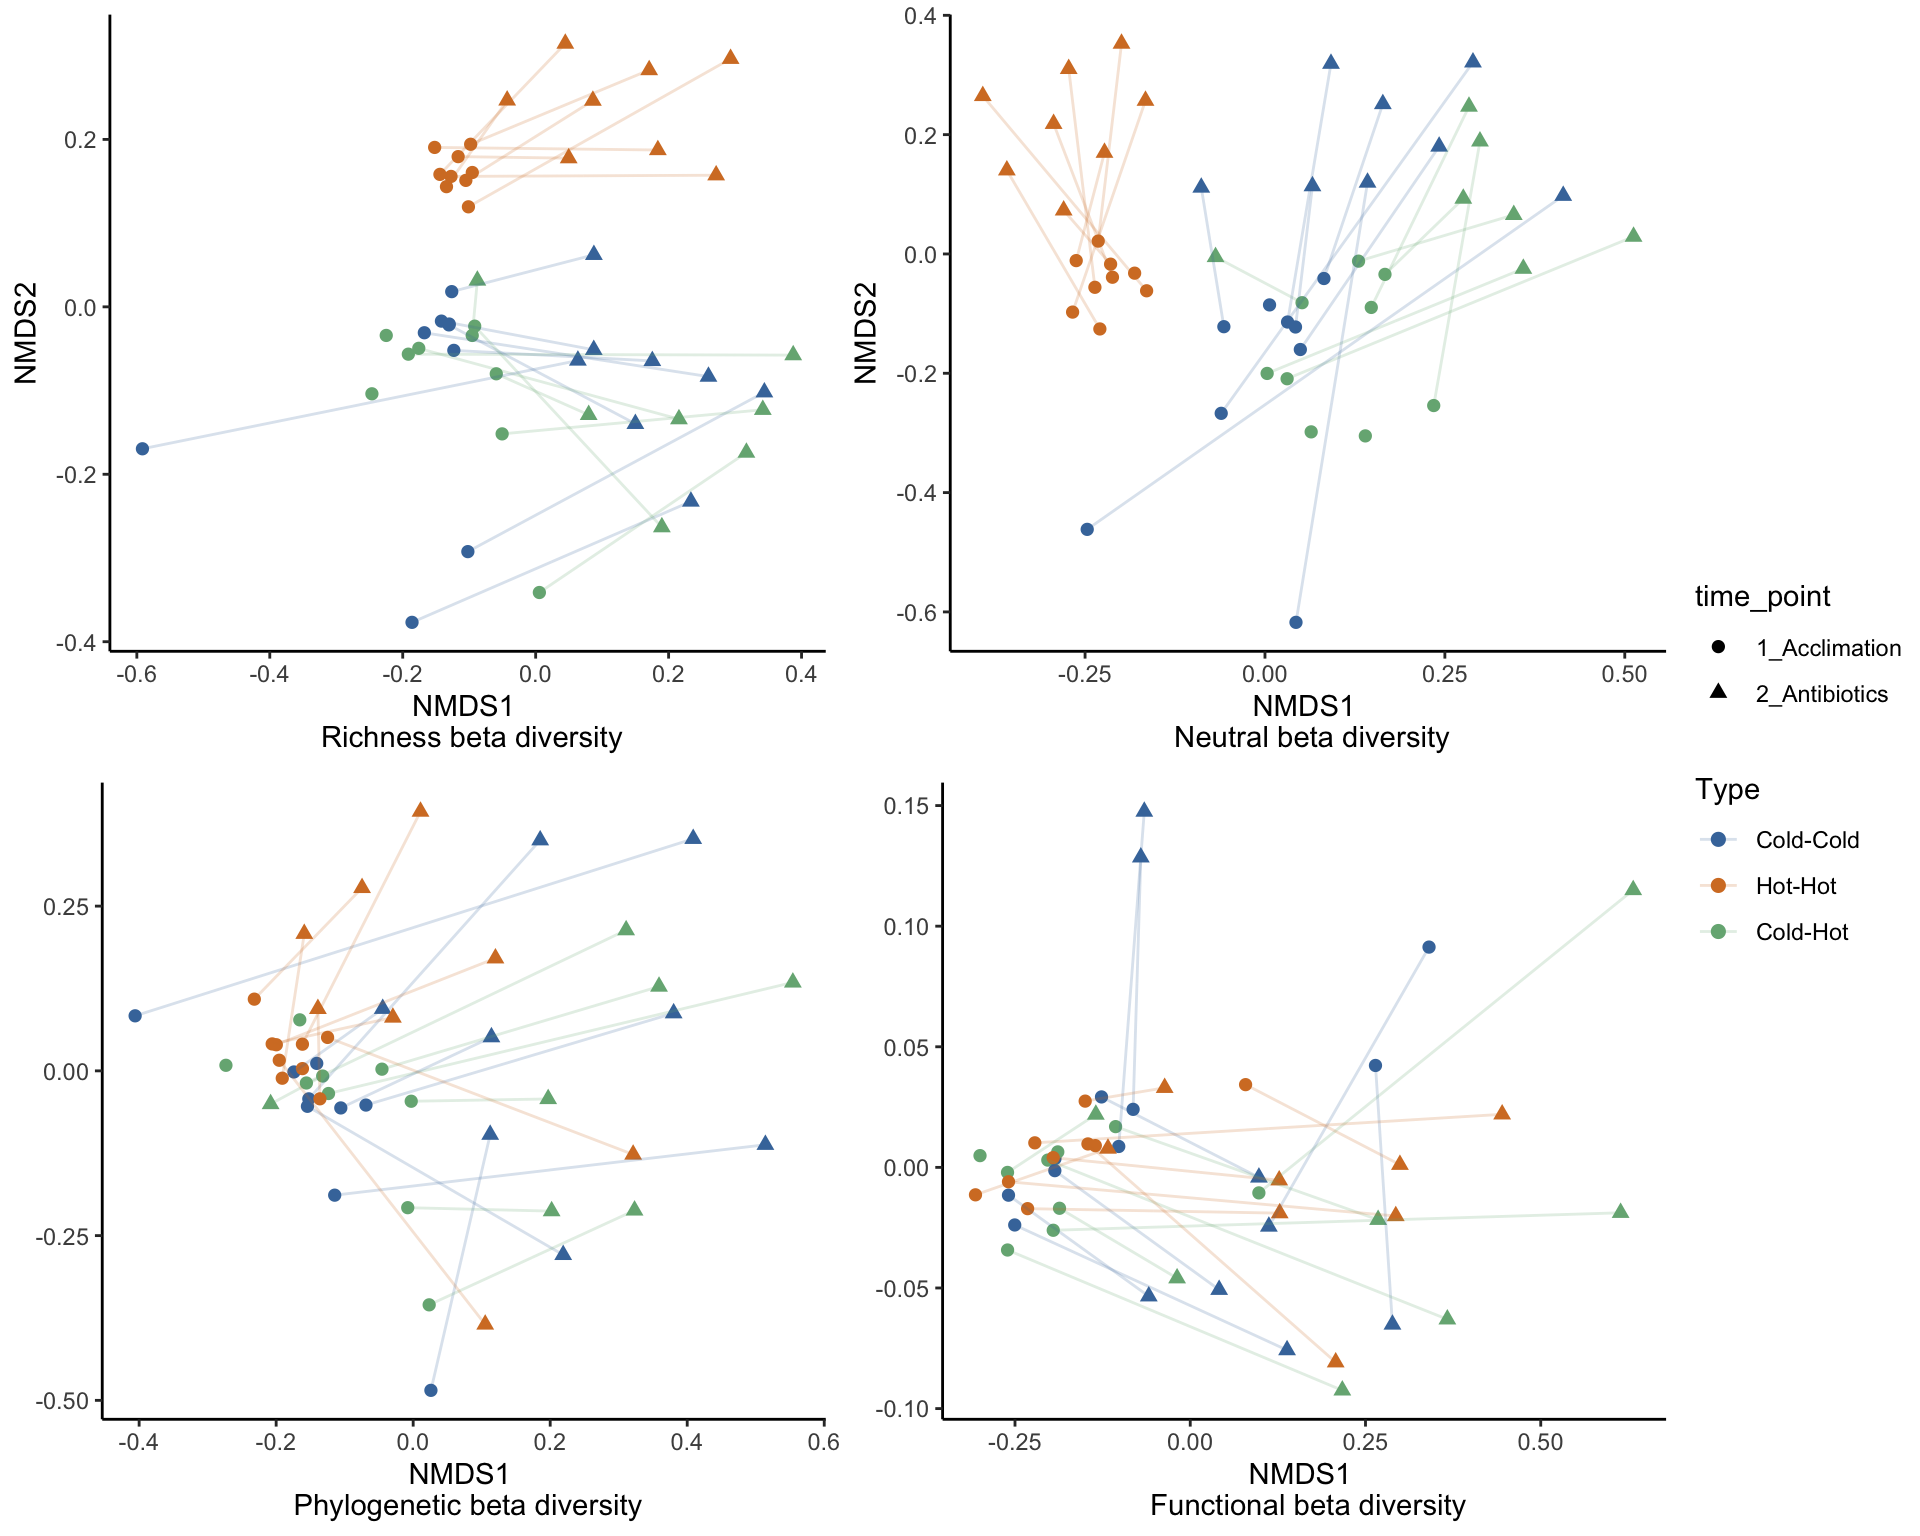 0.2
0.0
-0.2
-0.4
NMDS2
-0.6
-0.4
-0.2
0.0
0.2
0.4
NMDS1
Richness beta diversity
0.4
0.2
0.0
-0.2
-0.4
-0.6
NMDS2
-0.25
0.00
0.25
0.50
NMDS1
Neutral beta diversity
time_point
1_Acclimation
2_Antibiotics
Type
Cold-Cold
Hot-Hot
Cold-Hot
0.25
0.00
-0.25
-0.50
-0.4
-0.2
0.0
0.2
0.4
0.6
NMDS1
Phylogenetic beta diversity
0.15
0.10
0.05
0.00
-0.05
-0.10
-0.25
0.00
0.25
0.50
NMDS1
Functional beta diversity